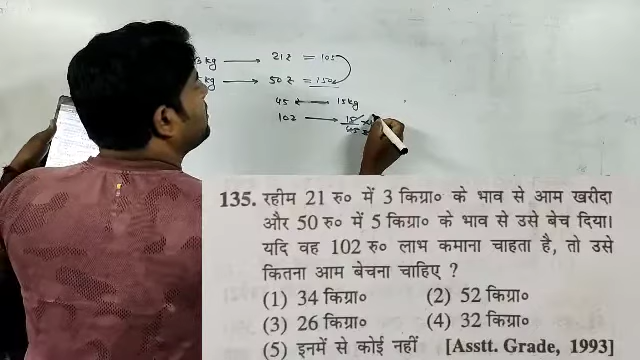 3 kg → 21 ₹ = 105
kg → 50 ₹ = 150
45 ← 15 kg
102 → 15/45 ×
135. रहीम 21 रु० में 3 किग्रा० के भाव से आम खरीदा
और 50 रु० में 5 किग्रा० के भाव से उसे बेच दिया।
यदि वह 102 रु० लाभ कमाना चाहता है, तो उसे
कितना आम बेचना चाहिए ?
(1) 34 किग्रा० (2) 52 किग्रा०
(3) 26 किग्रा० (4) 32 किग्रा०
(5) इनमें से कोई नहीं [Asstt. Grade, 1993]